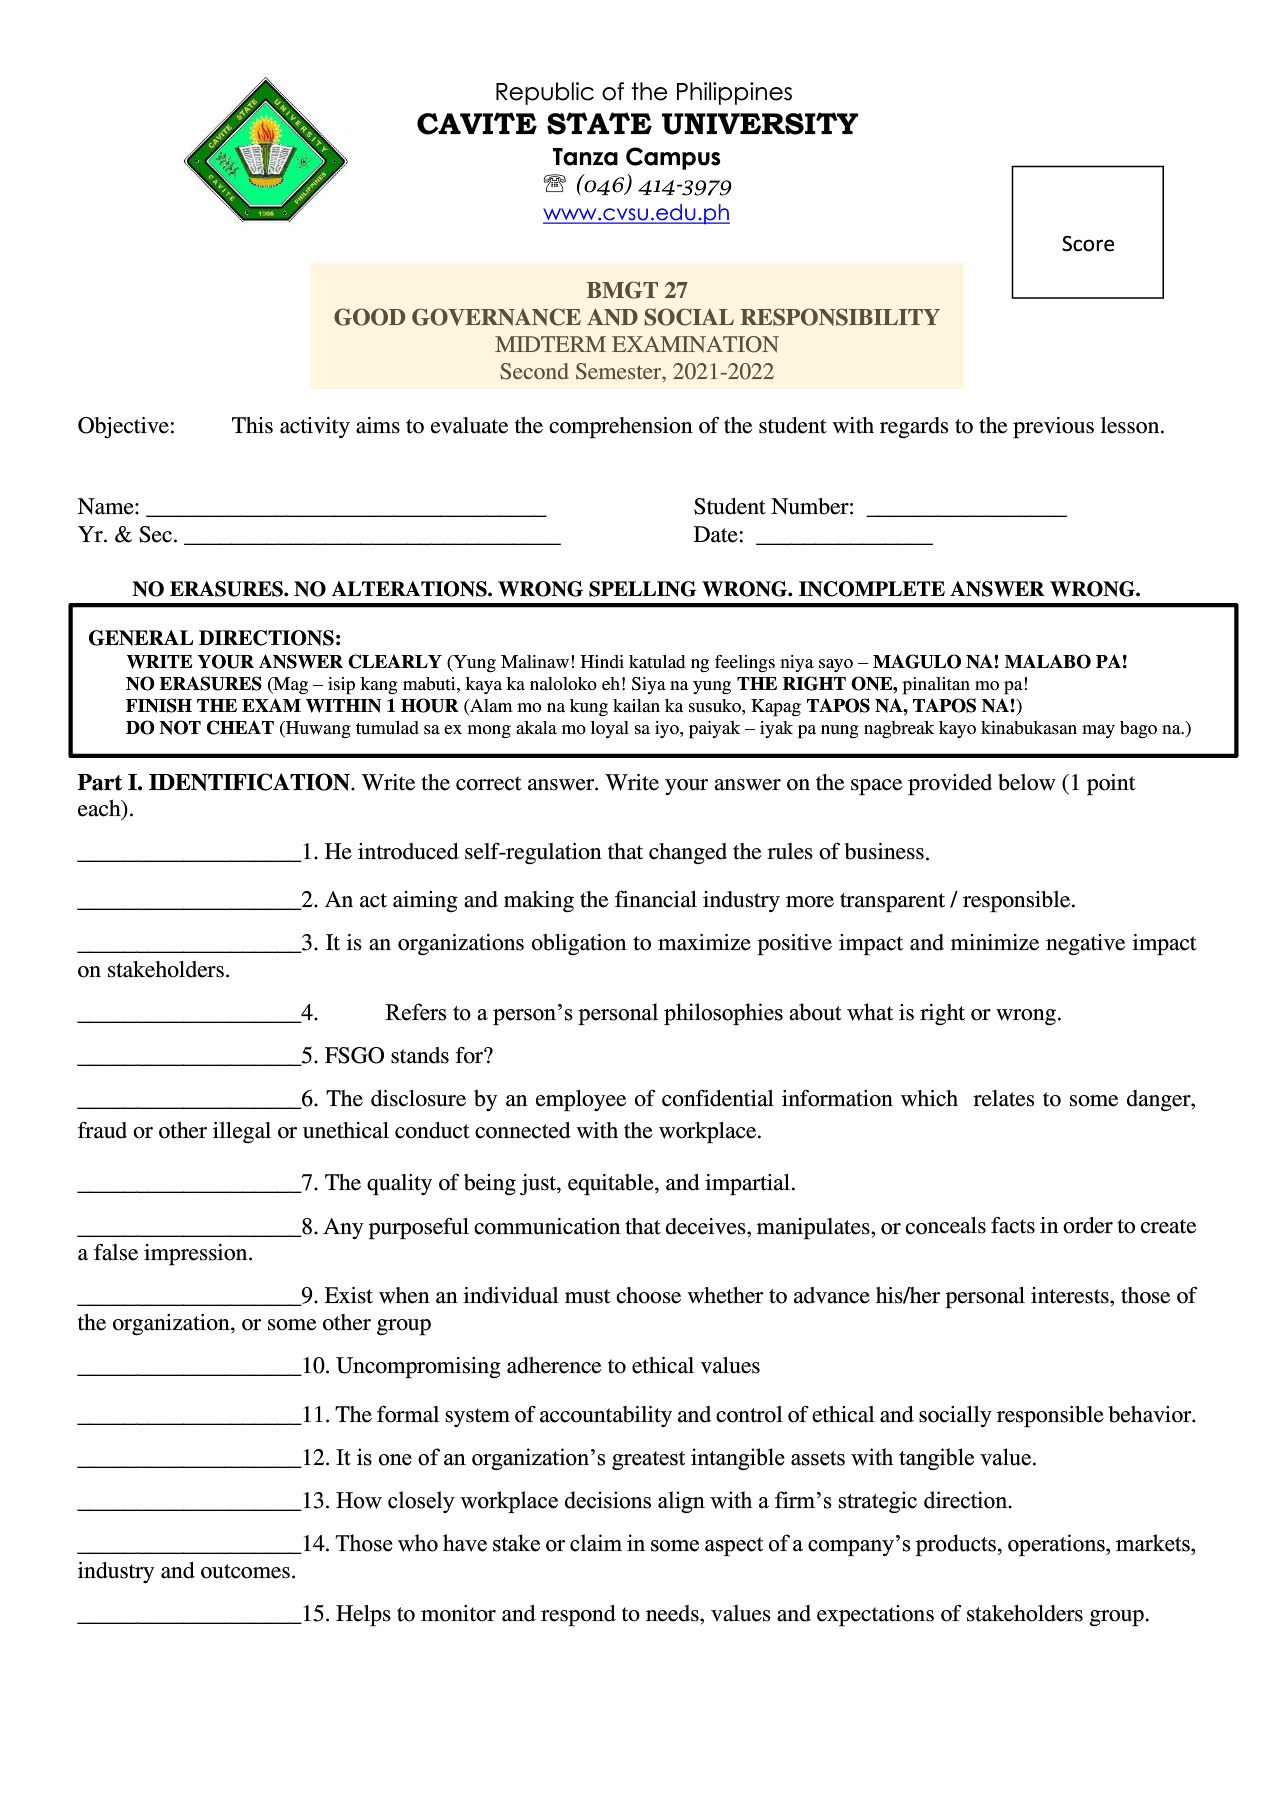 Republic of the Philippines
CAVITE STATE UNIVERSITY
Tanza Campus
☏ (046) 414-3979
www.cvsu.edu.ph
CAVITE STATE UNIVERSITY
CAVITE PHILIPPINES
1906
Score
BMGT 27
GOOD GOVERNANCE AND SOCIAL RESPONSIBILITY
MIDTERM EXAMINATION
Second Semester, 2021-2022
Objective: This activity aims to evaluate the comprehension of the student with regards to the previous lesson.
Name: __________________________________ Student Number: _________________
Yr. & Sec. ________________________________ Date: _______________
NO ERASURES. NO ALTERATIONS. WRONG SPELLING WRONG. INCOMPLETE ANSWER WRONG.
GENERAL DIRECTIONS:
WRITE YOUR ANSWER CLEARLY (Yung Malinaw! Hindi katulad ng feelings niya sayo – MAGULO NA! MALABO PA!
NO ERASURES (Mag – isip kang mabuti, kaya ka naloloko eh! Siya na yung THE RIGHT ONE, pinalitan mo pa!
FINISH THE EXAM WITHIN 1 HOUR (Alam mo na kung kailan ka susuko, Kapag TAPOS NA, TAPOS NA!)
DO NOT CHEAT (Huwang tumulad sa ex mong akala mo loyal sa iyo, paiyak – iyak pa nung nagbreak kayo kinabukasan may bago na.)
Part I. IDENTIFICATION. Write the correct answer. Write your answer on the space provided below (1 point
each).
___________________1. He introduced self-regulation that changed the rules of business.
___________________2. An act aiming and making the financial industry more transparent / responsible.
___________________3. It is an organizations obligation to maximize positive impact and minimize negative impact
on stakeholders.
___________________4. Refers to a person’s personal philosophies about what is right or wrong.
___________________5. FSGO stands for?
___________________6. The disclosure by an employee of confidential information which relates to some danger,
fraud or other illegal or unethical conduct connected with the workplace.
___________________7. The quality of being just, equitable, and impartial.
___________________8. Any purposeful communication that deceives, manipulates, or conceals facts in order to create
a false impression.
___________________9. Exist when an individual must choose whether to advance his/her personal interests, those of
the organization, or some other group
___________________10. Uncompromising adherence to ethical values
___________________11. The formal system of accountability and control of ethical and socially responsible behavior.
___________________12. It is one of an organization’s greatest intangible assets with tangible value.
___________________13. How closely workplace decisions align with a firm’s strategic direction.
___________________14. Those who have stake or claim in some aspect of a company’s products, operations, markets,
industry and outcomes.
___________________15. Helps to monitor and respond to needs, values and expectations of stakeholders group.